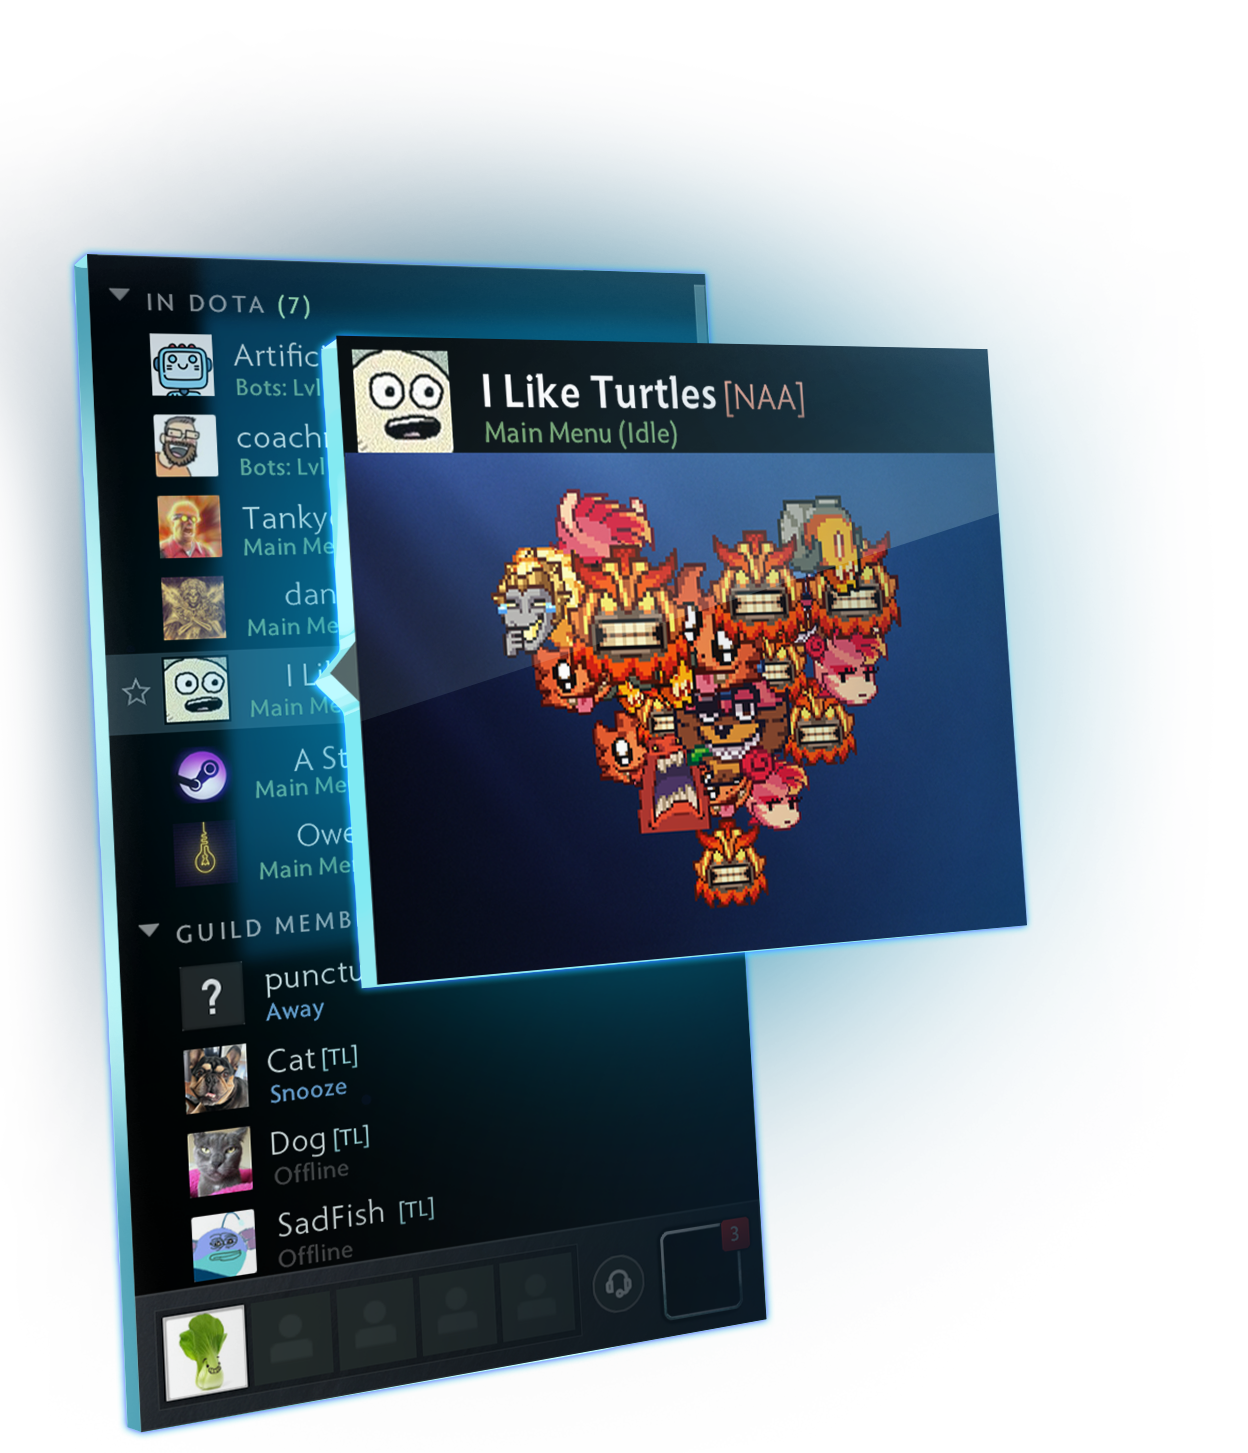 IN DOTA (7)
Artific
Bots: Lvl
coach
Bots: Lvl
Tanky
Main Me
dan
Main Me
I Li
Main Me
A St
Main Me
Owe
Main Me
I Like Turtles [NAA]
Main Menu (Idle)
GUILD MEMB
?
punctu
Away
Cat [TL]
Snooze
Dog [TL]
Offline
SadFish [TL]
Offline
3